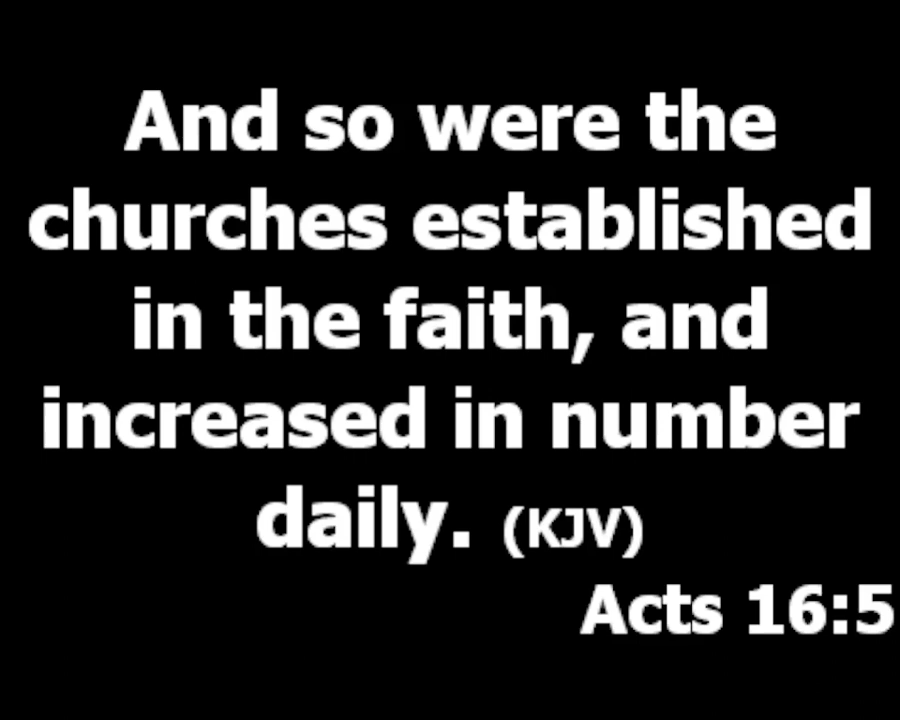 And so were the
churches established
in the faith, and
increased in number
daily. (KJV)
Acts 16:5